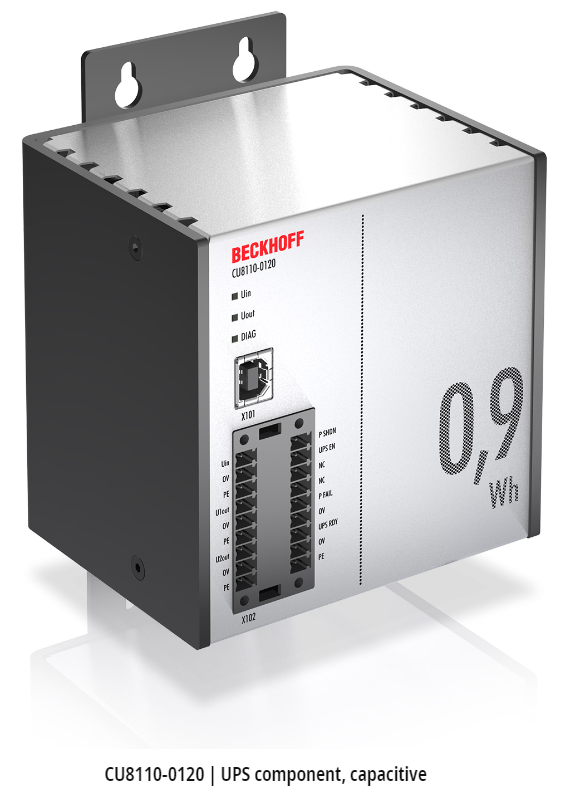 BECKHOFF
CU8110-0120
Uin
Uout
DIAG
X101
P SHDN
UPS EN
Uin
NC
0V
NC
PE
P FAIL
U1out
0V
0V
UPS RDY
PE
0V
U2out
PE
0V
PE
X102
0,9
Wh
CU8110-0120 | UPS component, capacitive